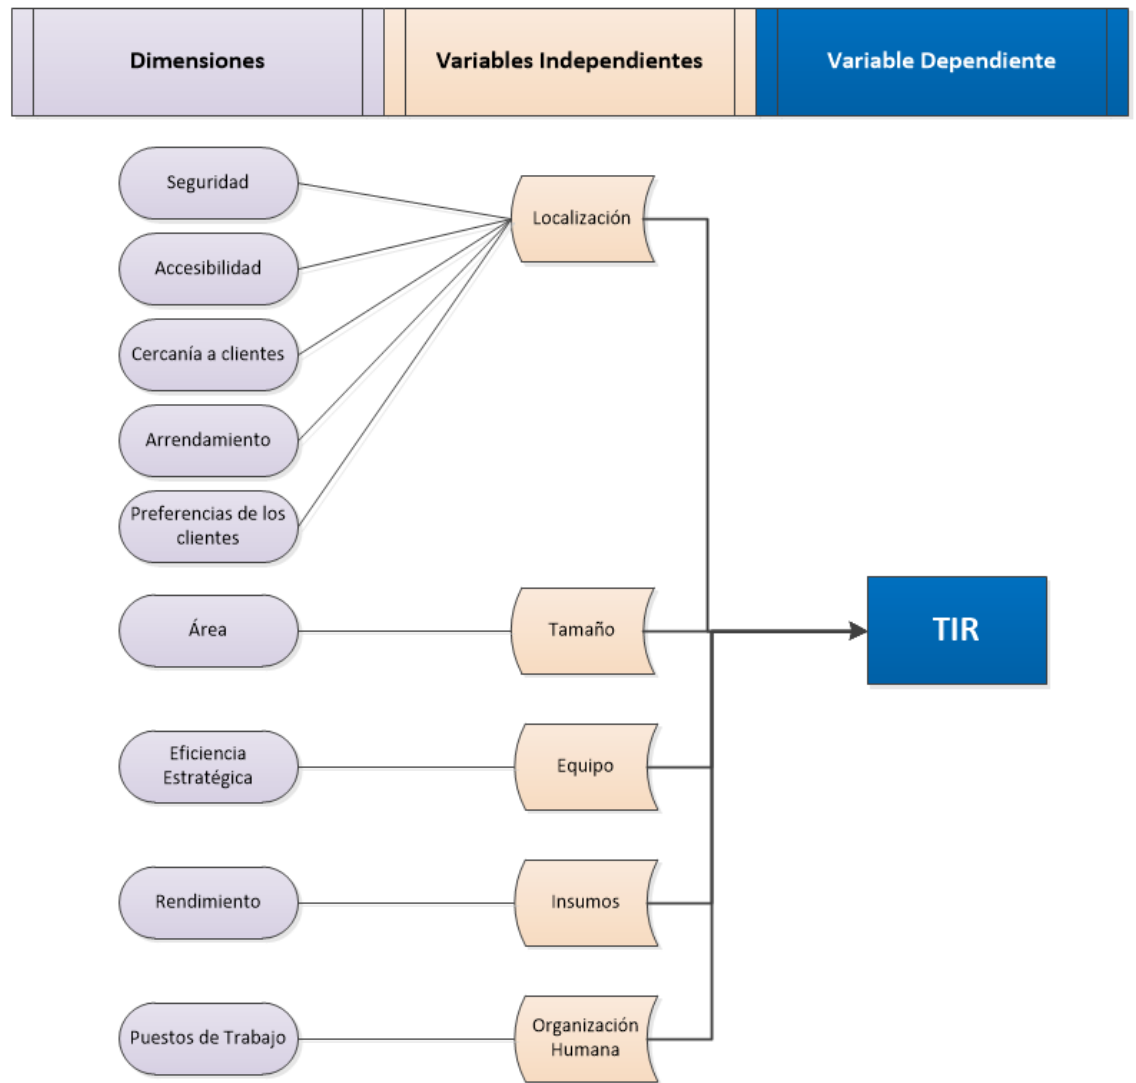 Dimensiones
Variables Independientes
Variable Dependiente
Seguridad
Accesibilidad
Cercanía a clientes
Arrendamiento
Preferencias de los
clientes
Localización
Área
Tamaño
TIR
Eficiencia
Estratégica
Equipo
Rendimiento
Insumos
Puestos de Trabajo
Organización
Humana